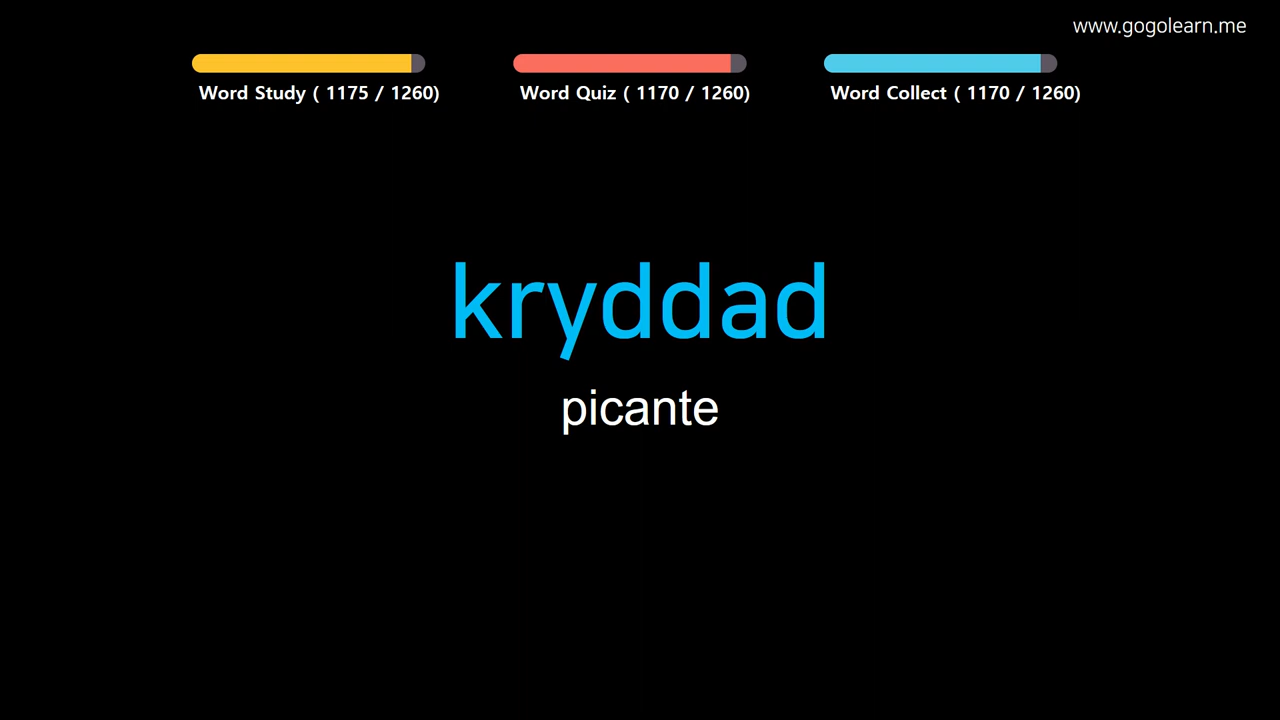 www.gogolearn.me
Word Study ( 1175 / 1260)
Word Quiz ( 1170 / 1260)
Word Collect ( 1170 / 1260)
kryddad
picante